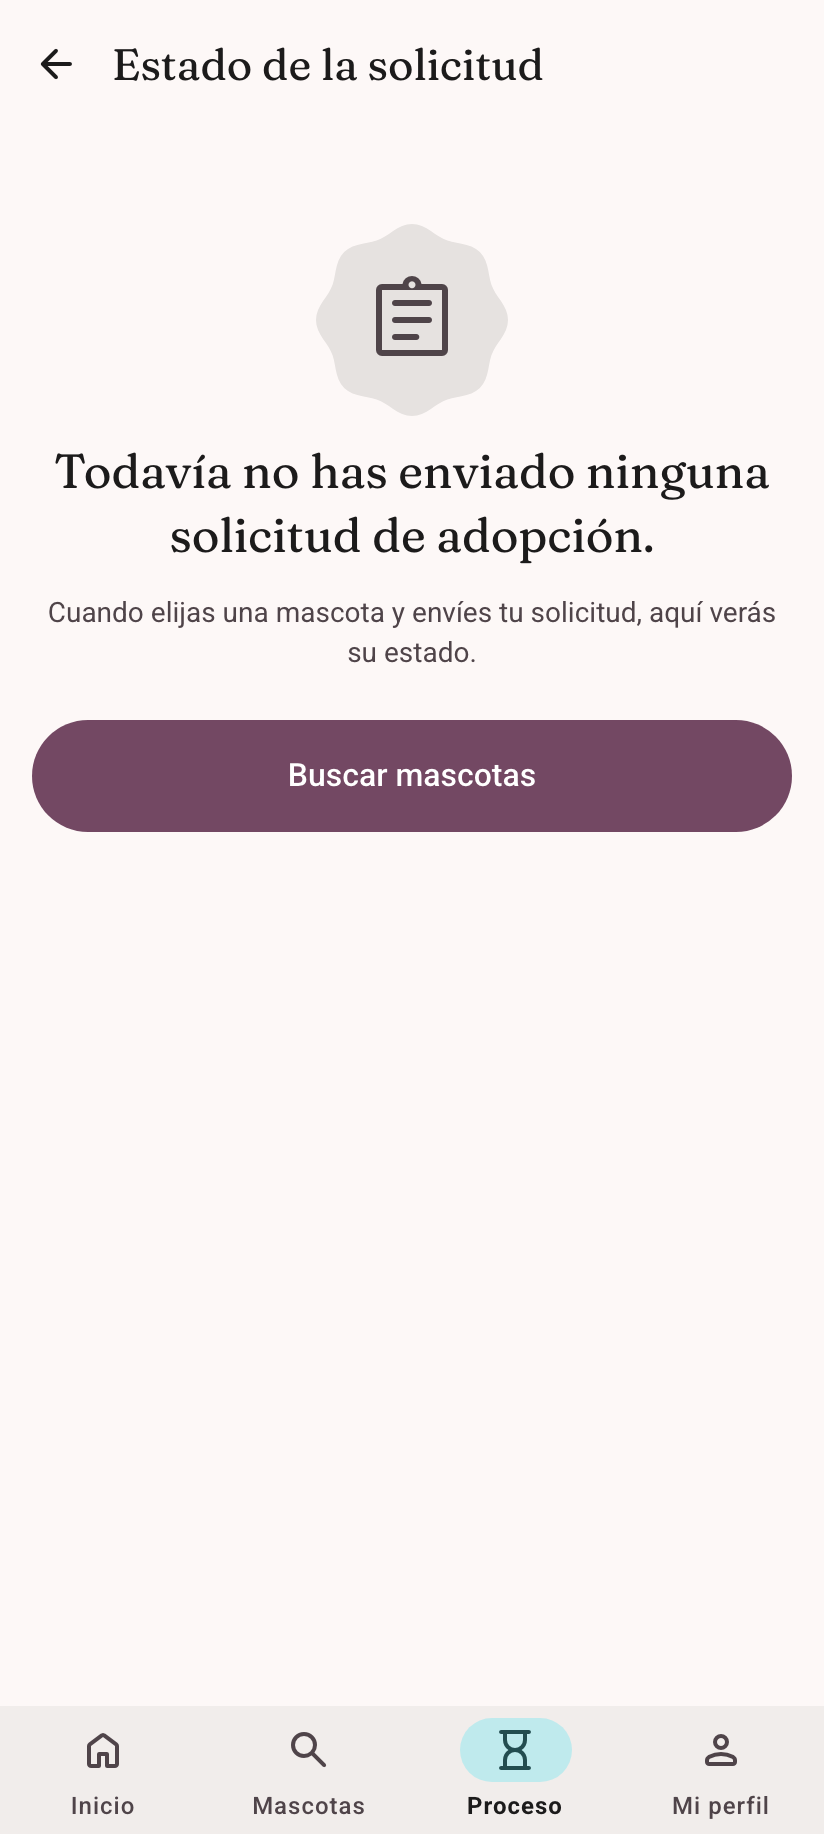 Estado de la solicitud
Todavía no has enviado ninguna
solicitud de adopción.
Cuando elijas una mascota y envíes tu solicitud, aquí verás
su estado.
Buscar mascotas
Inicio
Mascotas
Proceso
Mi perfil